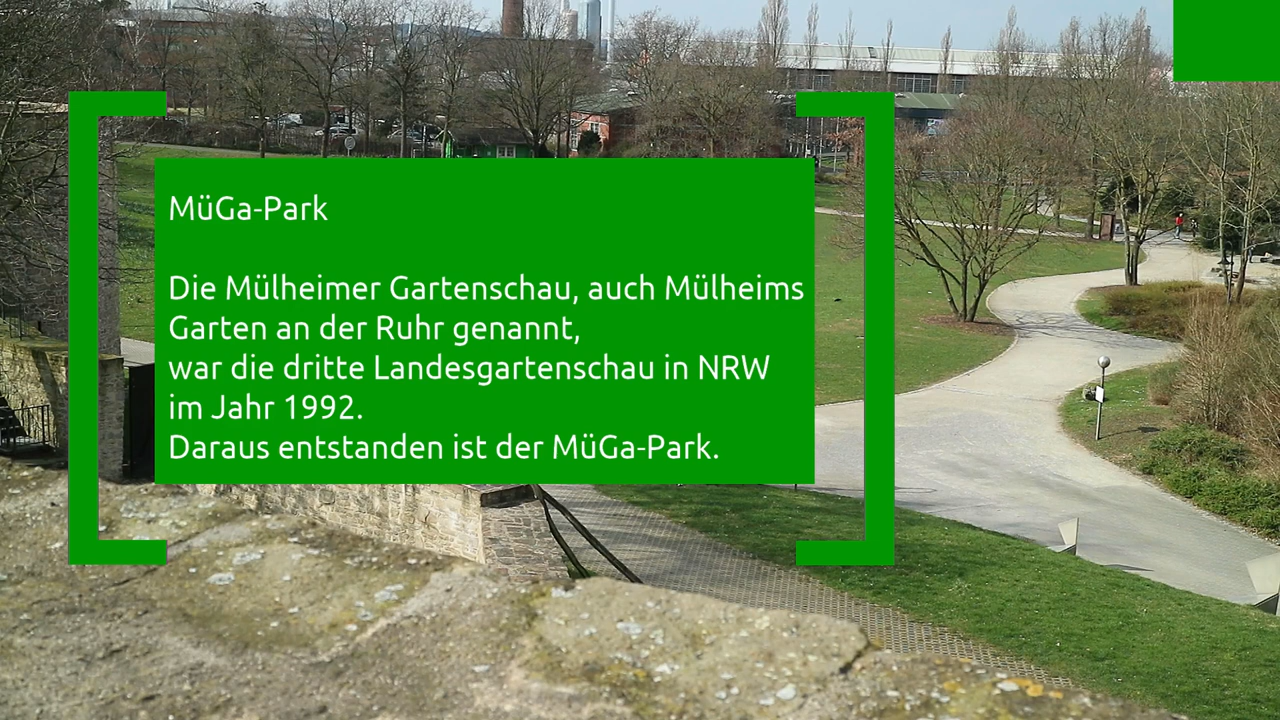 MüGa-Park
Die Mülheimer Gartenschau, auch Mülheims
Garten an der Ruhr genannt,
war die dritte Landesgartenschau in NRW
im Jahr 1992.
Daraus entstanden ist der MüGa-Park.